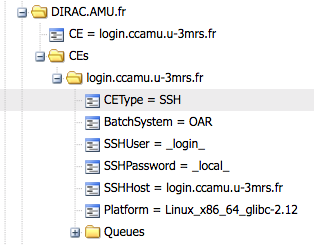 DIRAC.AMU.fr
CE = login.ccamu.u-3mrs.fr
CEs
login.ccamu.u-3mrs.fr
CEType = SSH
BatchSystem = OAR
SSHUser = _login_
SSHPassword = _local_
SSHHost = login.ccamu.u-3mrs.fr
Platform = Linux_x86_64_glibc-2.12
Queues